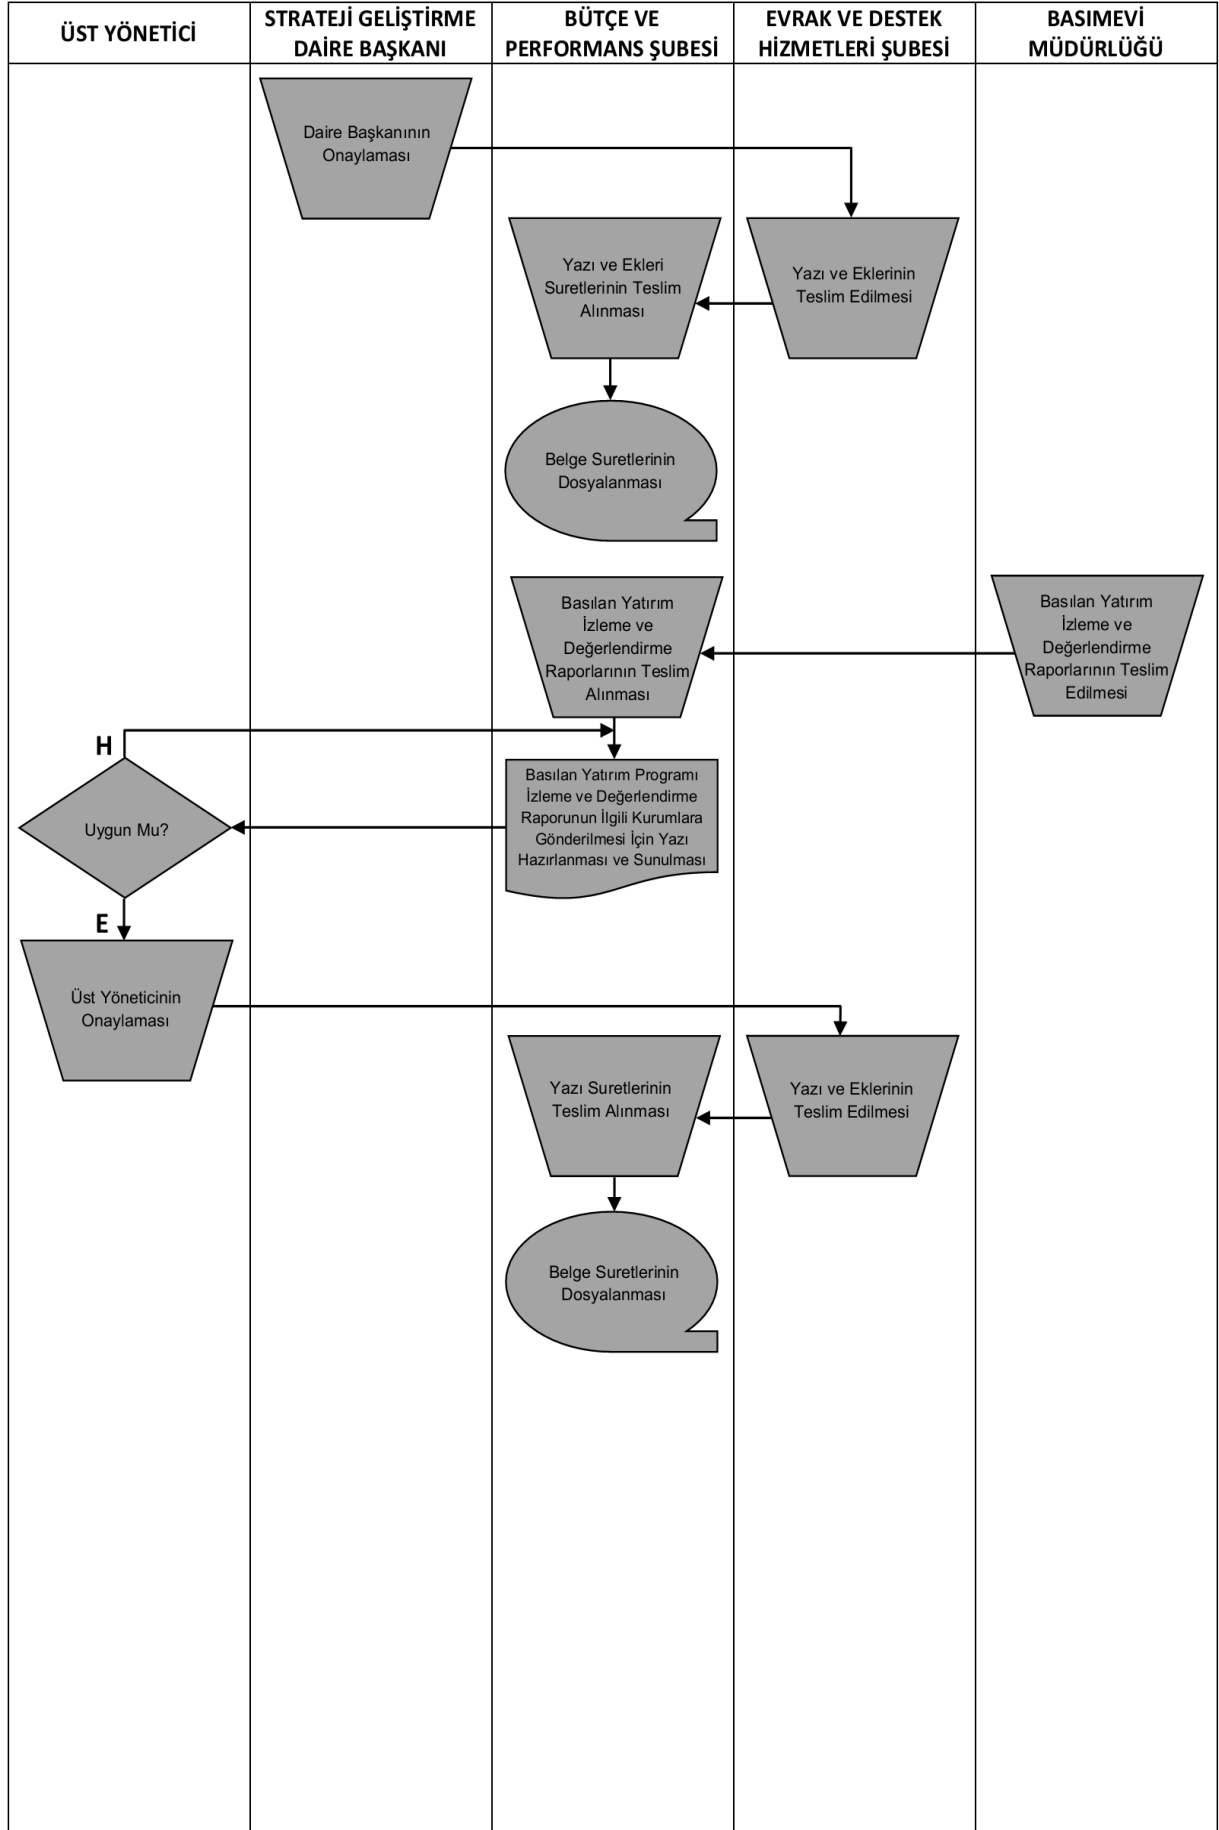 ÜST YÖNETİCİ
STRATEJİ GELİŞTİRME
DAİRE BAŞKANI
BÜTÇE VE
PERFORMANS ŞUBESİ
EVRAK VE DESTEK
HİZMETLERİ ŞUBESİ
BASIMEVİ
MÜDÜRLÜĞÜ
Daire Başkanının
Onaylaması
Yazı ve Ekleri
Suretlerinin Teslim
Alınması
Yazı ve Eklerinin
Teslim Edilmesi
Belge Suretlerinin
Dosyalanması
Basılan Yatırım
İzleme ve
Değerlendirme
Raporlarının Teslim
Alınması
Basılan Yatırım
İzleme ve
Değerlendirme
Raporlarının Teslim
Edilmesi
H
Uygun Mu?
Basılan Yatırım Programı
İzleme ve Değerlendirme
Raporunun İlgili Kurumlara
Gönderilmesi İçin Yazı
Hazırlanması ve Sunulması
E
Üst Yöneticinin
Onaylaması
Yazı Suretlerinin
Teslim Alınması
Yazı ve Eklerinin
Teslim Edilmesi
Belge Suretlerinin
Dosyalanması